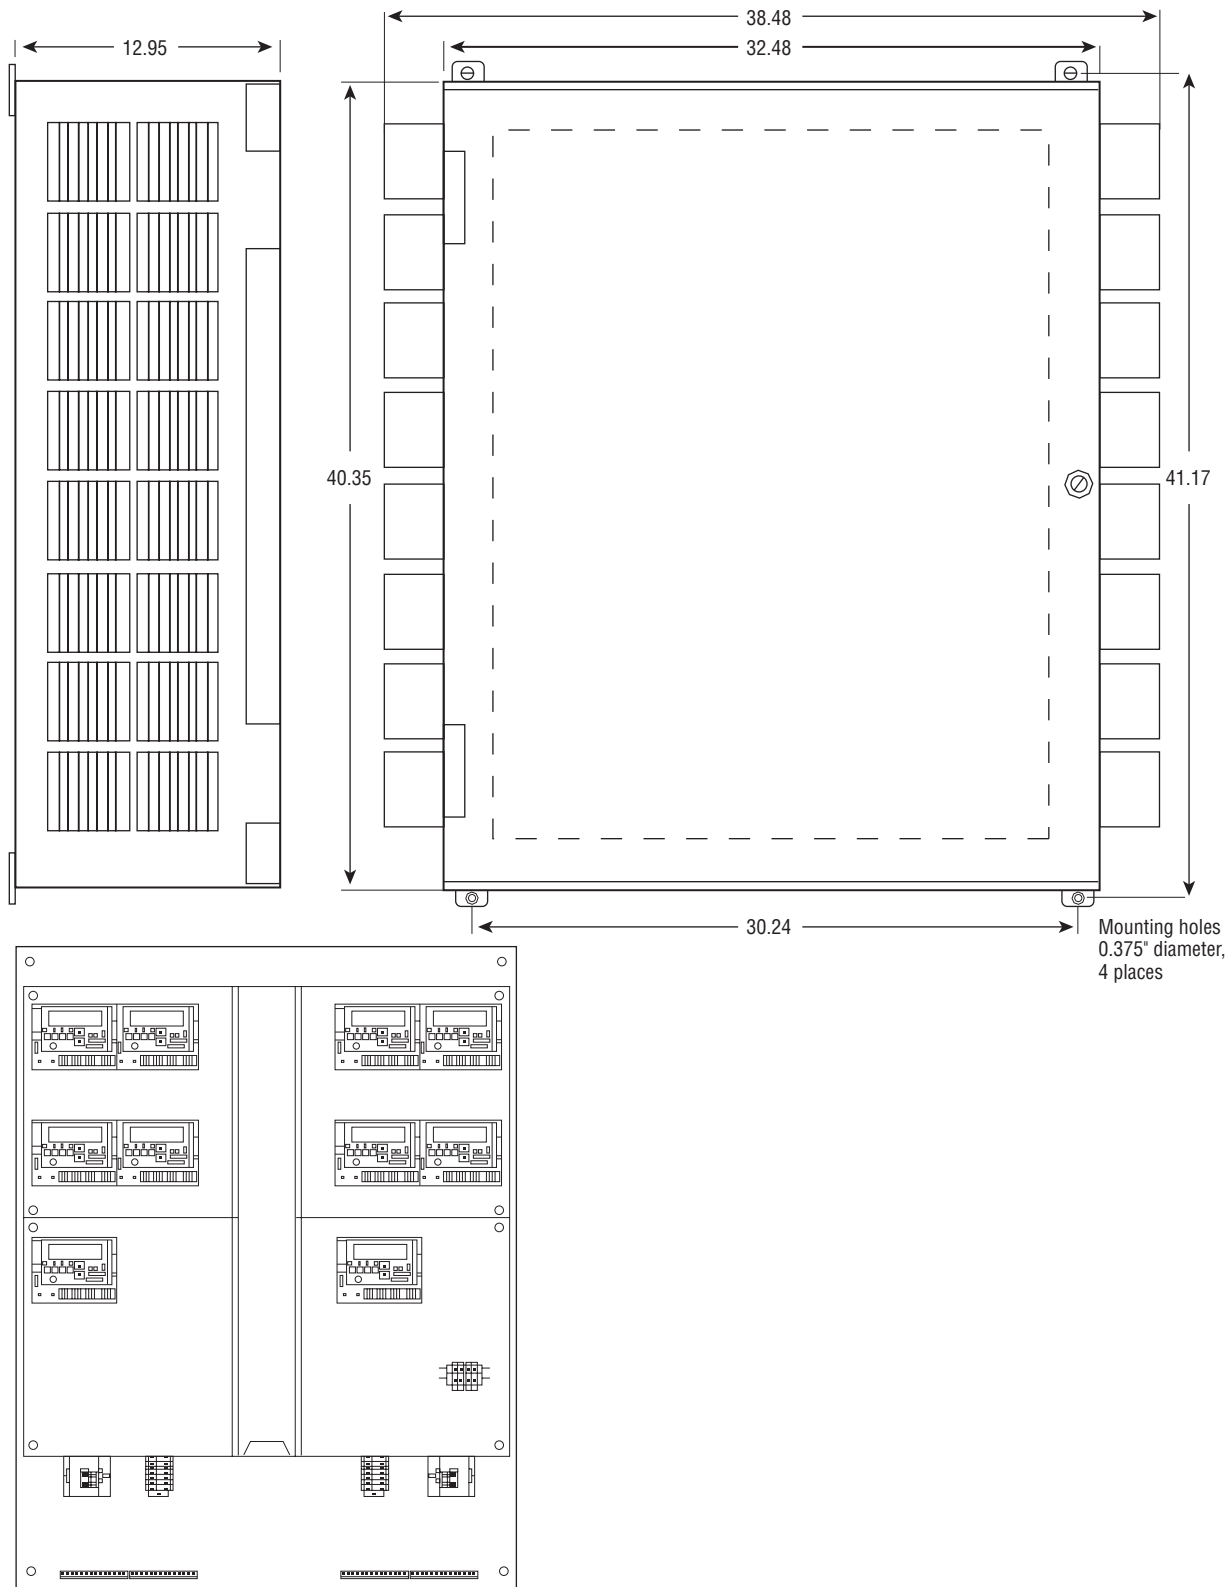 38.48
12.95
32.48
40.35
41.17
30.24
Mounting holes
0.375" diameter,
4 places